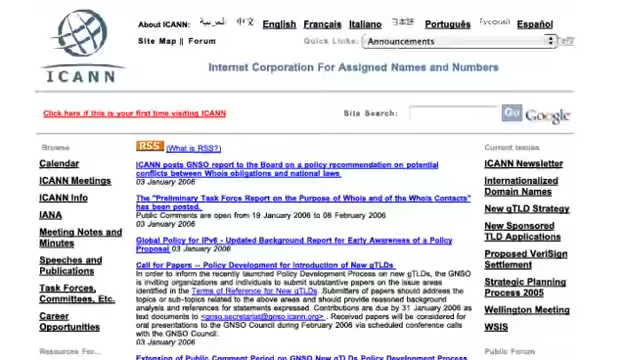 About ICANN: العربية 中文 English Français Italiano 日本語 Português Русский Español
Site Map || Forum
Quick Links: Announcements
ICANN
Internet Corporation For Assigned Names and Numbers
Click here if this is your first time visiting ICANN
Site Search: Go Google
Browse
Calendar
ICANN Meetings
ICANN Info
IANA
Meeting Notes and
Minutes
Speeches and
Publications
Task Forces,
Committees, Etc.
Career
Opportunities
Resources For...
RSS (What is RSS?)
ICANN posts GNSO report to the Board on a policy recommendation on potential
conflicts between Whois obligations and national laws
03 January 2006
The "Preliminary Task Force Report on the Purpose of Whois and of the Whois Contacts"
has been posted.
Public Comments are open from 19 January 2006 to 08 February 2006
03 January 2006
Global Policy for IPv6 - Updated Background Report for Early Awareness of a Policy
Proposal 03 January 2006
Call for Papers -- Policy Development for Introduction of New gTLDs
In order to inform the recently launched Policy Development Process on new gTLDs, the GNSO
is inviting organizations and individuals to submit substantive papers on the issue areas
identified in the Terms of Reference for New gTLDs. Submitters of papers should address the
topics or sub-topics related to the above areas and should provide reasoned background
analysis and references for statements expressed. Contributions are due by 31 January 2006 as
text documents to <gnso.secretariat@gnso.icann.org>. Received papers will be considered for
oral presentations to the GNSO Council during February 2006 via scheduled conference calls
with the GNSO Council.
03 January 2006
Extension of Public Comment Period on GNSO New gTLDs Policy Development Process
Current Issues
ICANN Newsletter
Internationalized
Domain Names
New gTLD Strategy
New Sponsored
TLD Applications
Proposed VeriSign
Settlement
Strategic Planning
Process 2005
Wellington Meeting
WSIS
Public Forum